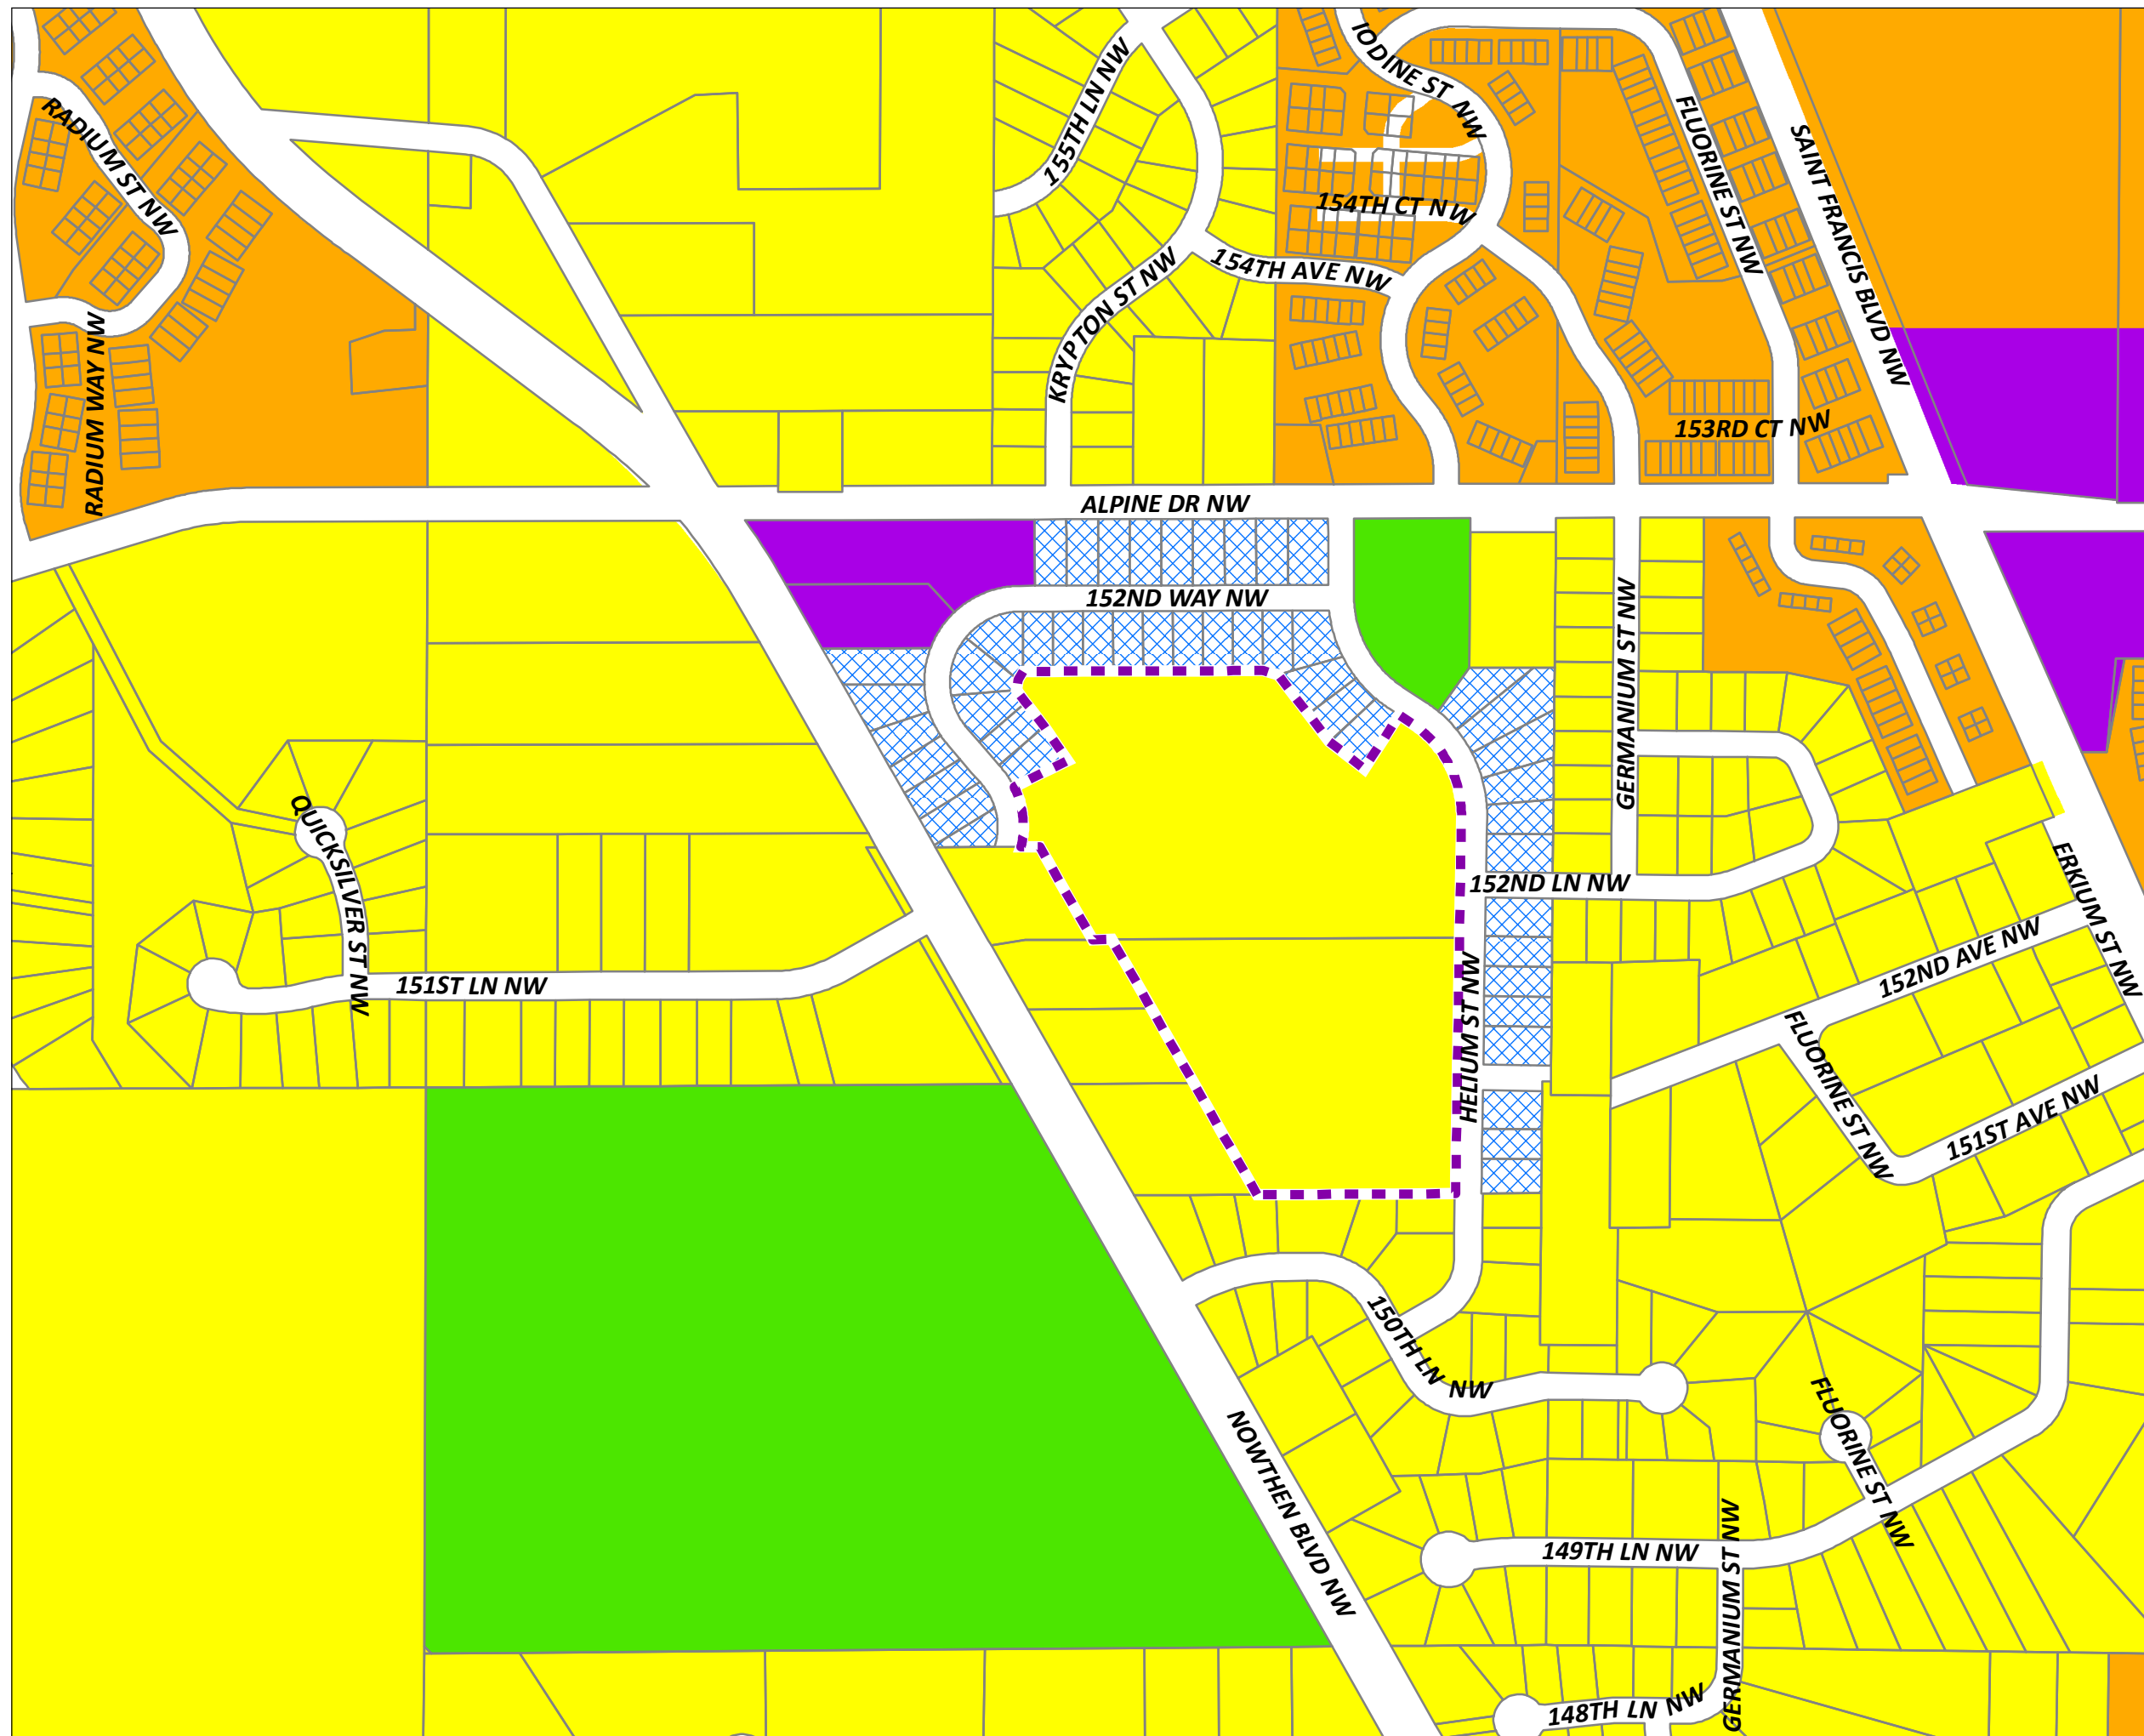 IODINE ST NW
155TH LN NW
RADIUM ST NW
FLUORINE ST NW
SAINT FRANCIS BLVD NW
154TH CT NW
154TH AVE NW
KRYPTON ST NW
RADIUM WAY NW
153RD CT NW
ALPINE DR NW
152ND WAY NW
GERMANIUM ST NW
QUICKSILVER ST NW
152ND LN NW
ERKIUM ST NW
152ND AVE NW
151ST LN NW
HELIUM ST NW
FLUORINE ST NW
151ST AVE NW
150TH LN NW
FLUORINE ST NW
NOWTHEN BLVD NW
149TH LN NW
GERMANIUM ST NW
148TH LN NW